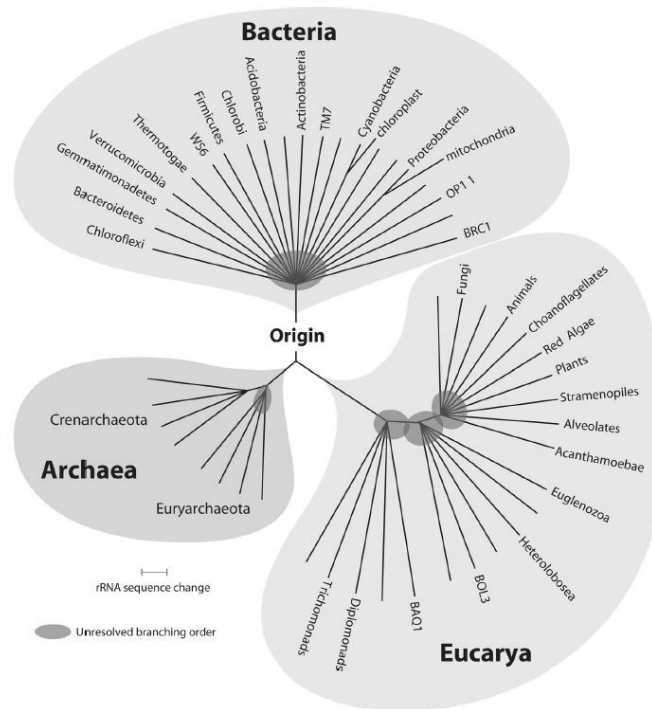 Bacteria
Chloroflexi
Bacteroidetes
Gemmatimonadetes
Verrucomicrobia
Thermotogae
WS6
Firmicutes
Chlorobi
Acidobacteria
Actinobacteria
TM7
Cyanobacteria
chloroplast
Proteobacteria
mitochondria
OP1 1
BRC1
Origin
Crenarchaeota
Archaea
Euryarchaeota
Fungi
Animals
Choanoflagellates
Red Algae
Plants
Stramenopiles
Alveolates
Acanthamoebae
Euglenozoa
Heterolobosea
BOL3
BAQ1
Diplomonads
Trichomonads
Eucarya
rRNA sequence change
Unresolved branching order